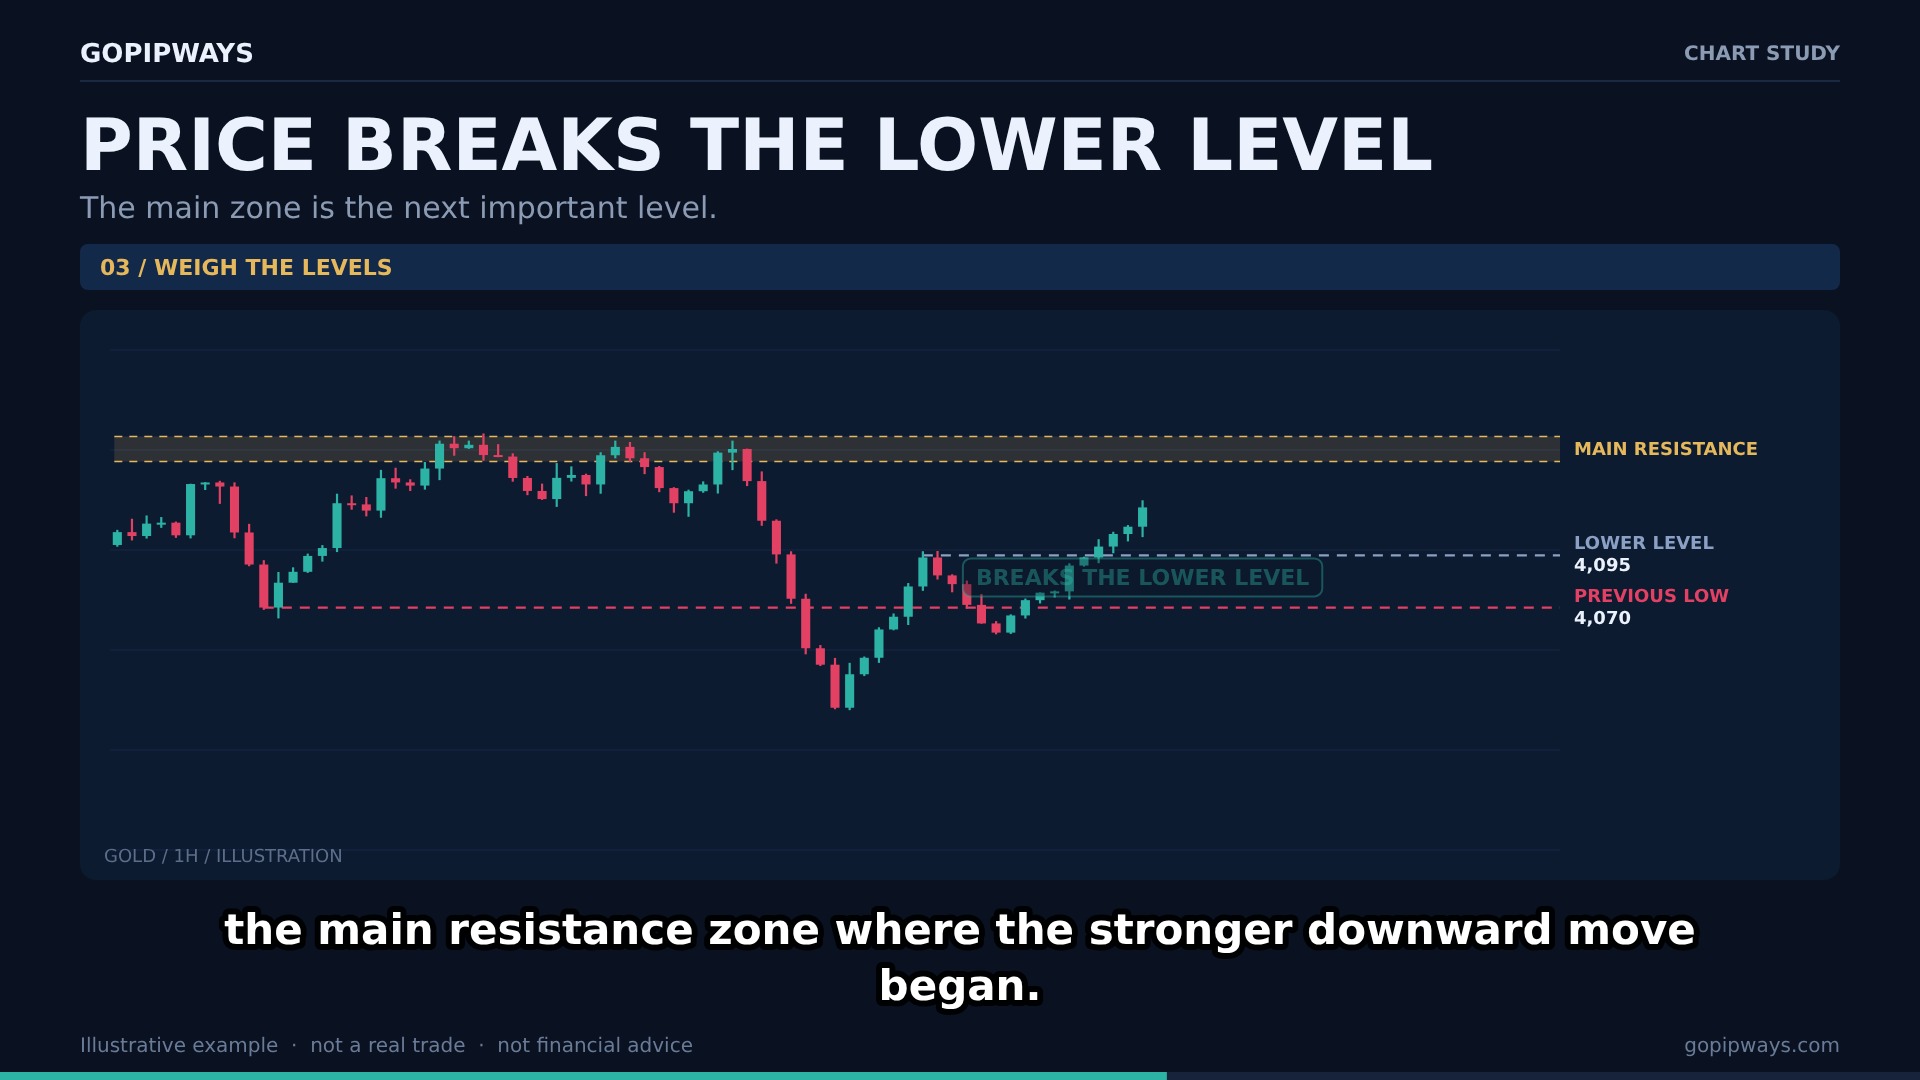 GOPIPWAYS
CHART STUDY
PRICE BREAKS THE LOWER LEVEL
The main zone is the next important level.
03 / WEIGH THE LEVELS
MAIN RESISTANCE
LOWER LEVEL
4,095
BREAKS THE LOWER LEVEL
PREVIOUS LOW
4,070
GOLD / 1H / ILLUSTRATION
the main resistance zone where the stronger downward move
began.
Illustrative example · not a real trade · not financial advice
gopipways.com